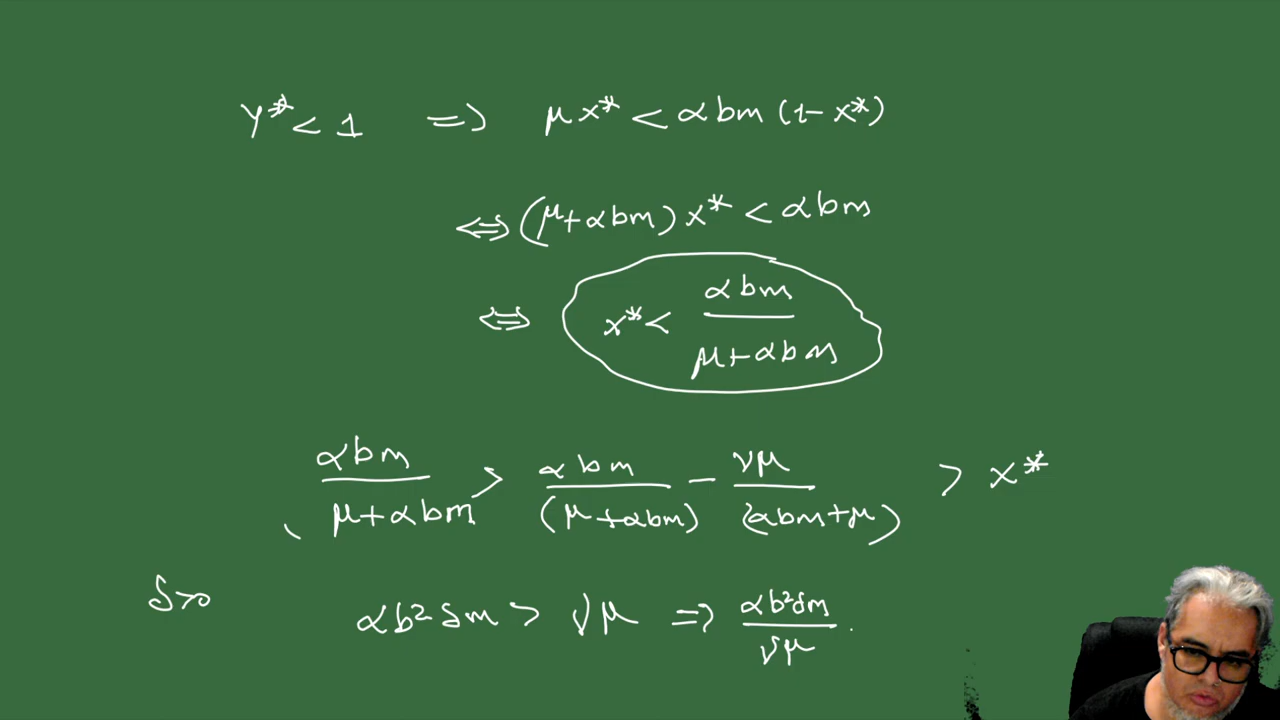 Y* < 1 => μx* < αbm (1 - x*)
<=> (μ+αbm) x* < αbm
<=> x* < αbm / μ+αbm
αbm / μ+αbm > αbm / (μ+αbm) - νμ / (αbm+μ) > x*
δ>0 αb²δm > νμ => αb²δm / νμ